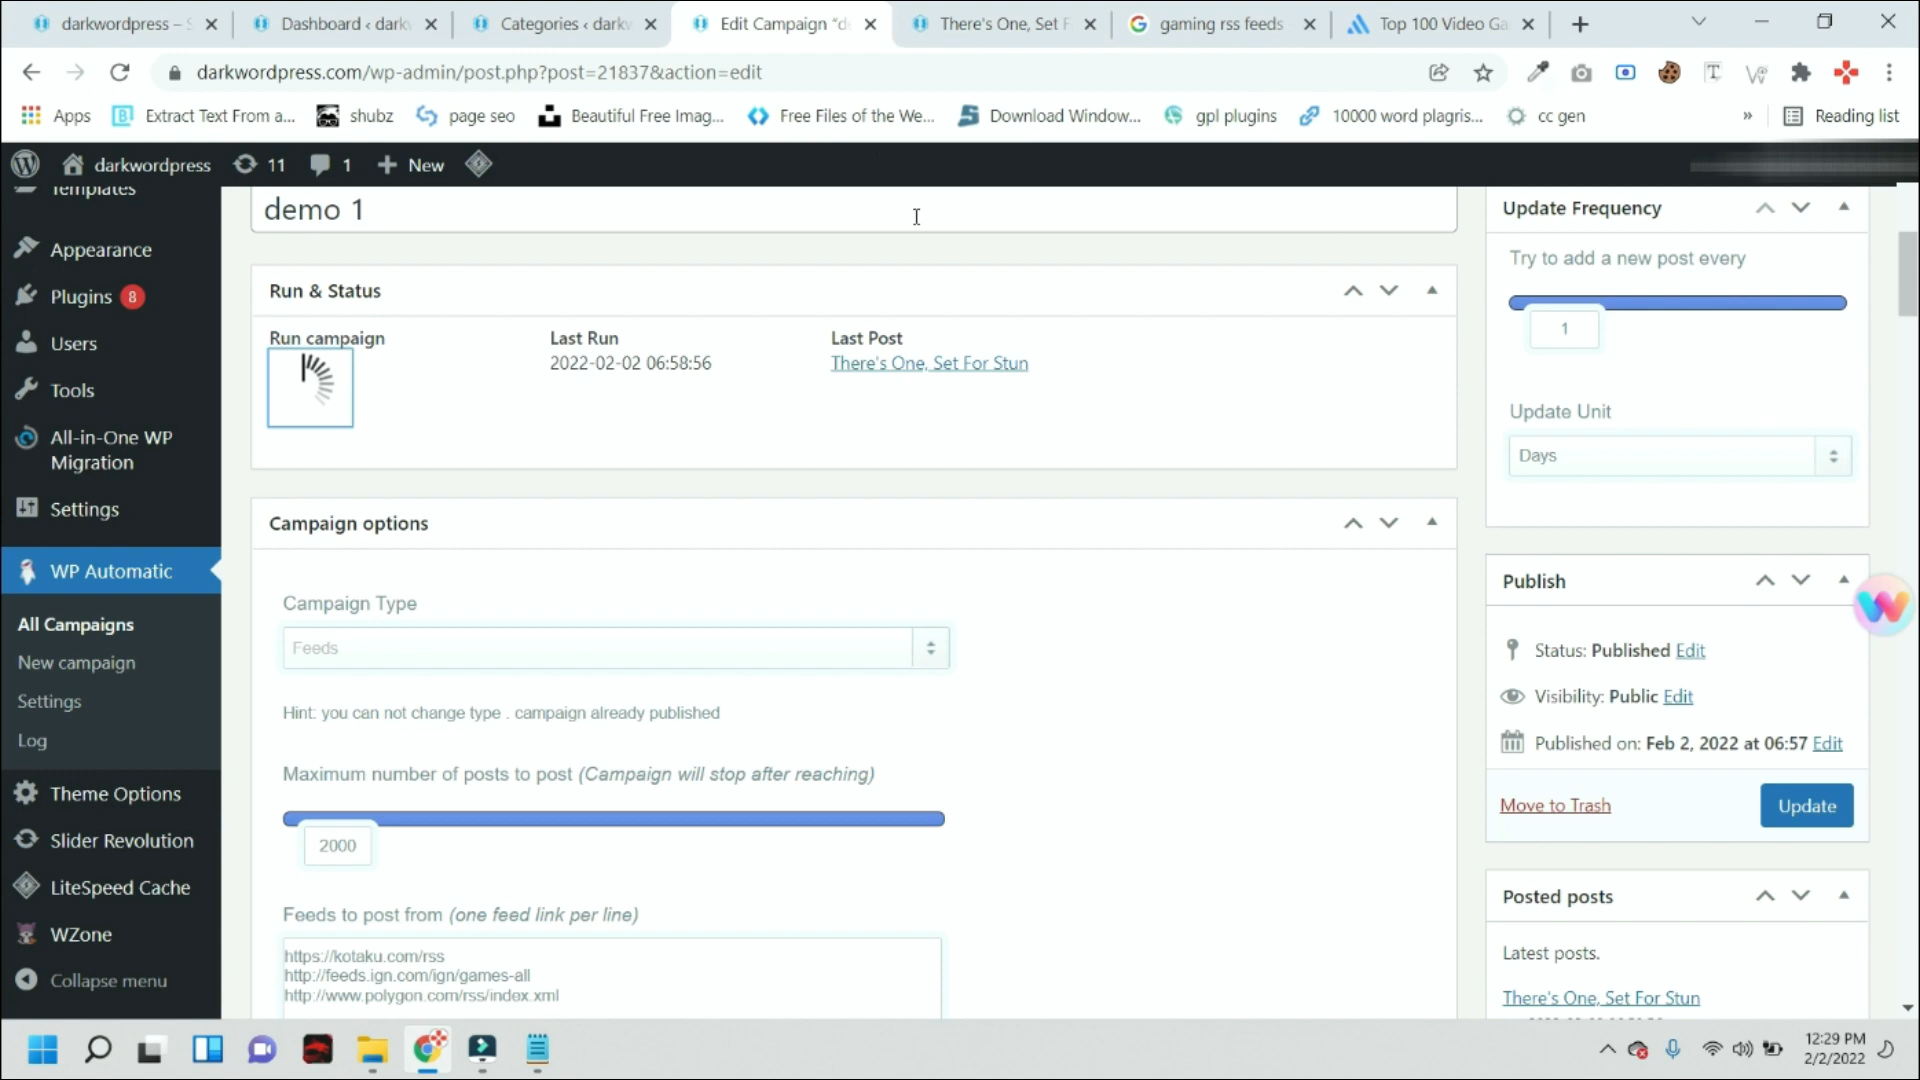 darkwordpress – S
Dashboard ‹ dark
Categories ‹ darkw
Edit Campaign “d
There's One, Set F
gaming rss feeds
Top 100 Video Ga
darkwordpress.com/wp-admin/post.php?post=21837&action=edit
Apps
Extract Text From a...
shubz
page seo
Beautiful Free Imag...
Free Files of the We...
Download Window...
gpl plugins
10000 word plagris...
cc gen
»
Reading list
darkwordpress
11
1
New
Templates
Appearance
Plugins 8
Users
Tools
All-in-One WP
Migration
Settings
WP Automatic
All Campaigns
New campaign
Settings
Log
Theme Options
Slider Revolution
LiteSpeed Cache
WZone
Collapse menu
demo 1
Run & Status
Run campaign
Last Run
2022-02-02 06:58:56
Last Post
There's One, Set For Stun
Campaign options
Campaign Type
Feeds
Hint: you can not change type . campaign already published
Maximum number of posts to post (Campaign will stop after reaching)
2000
Feeds to post from (one feed link per line)
https://kotaku.com/rss
http://feeds.ign.com/ign/games-all
http://www.polygon.com/rss/index.xml
Update Frequency
Try to add a new post every
1
Update Unit
Days
Publish
Status: Published Edit
Visibility: Public Edit
Published on: Feb 2, 2022 at 06:57 Edit
Move to Trash
Update
Posted posts
Latest posts.
There's One, Set For Stun
12:29 PM
2/2/2022